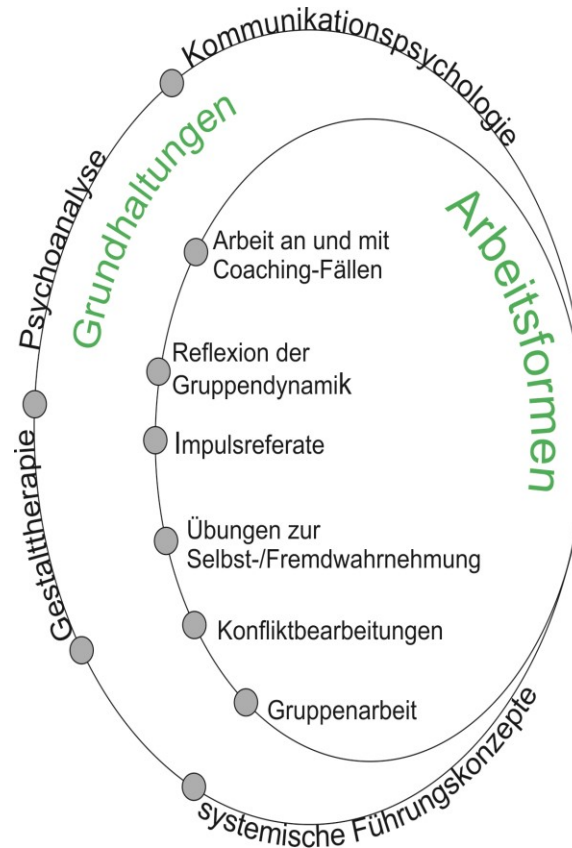 Kommunikationspsychologie
Psychoanalyse
Gestalttherapie
systemische Führungskonzepte
Grundhaltungen
Arbeitsformen
Arbeit an und mit
Coaching-Fällen
Reflexion der
Gruppendynamik
Impulsreferate
Übungen zur
Selbst-/Fremdwahrnehmung
Konfliktbearbeitungen
Gruppenarbeit